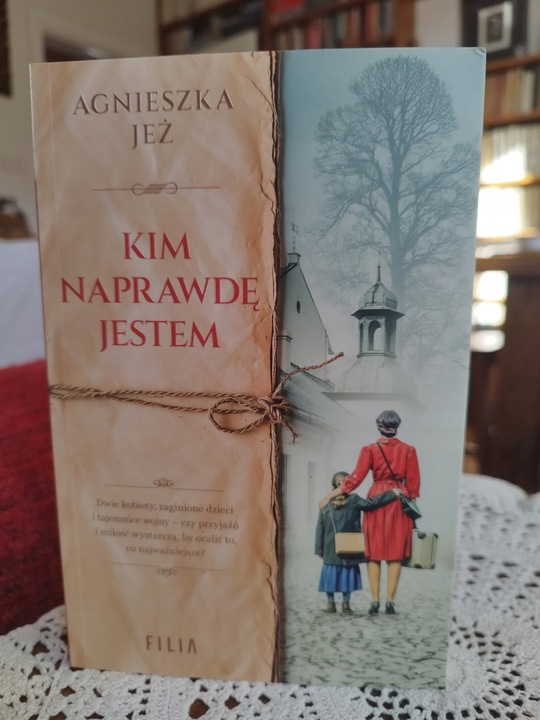 AGNIESZKA
JEŻ
KIM
NAPRAWDĘ
JESTEM
Dwie kobiety, zaginione dzieci
i tajemnice wojny – czy przyjaźń
i miłość wystarczą, by ocalić to,
co najważniejsze?
FILIA